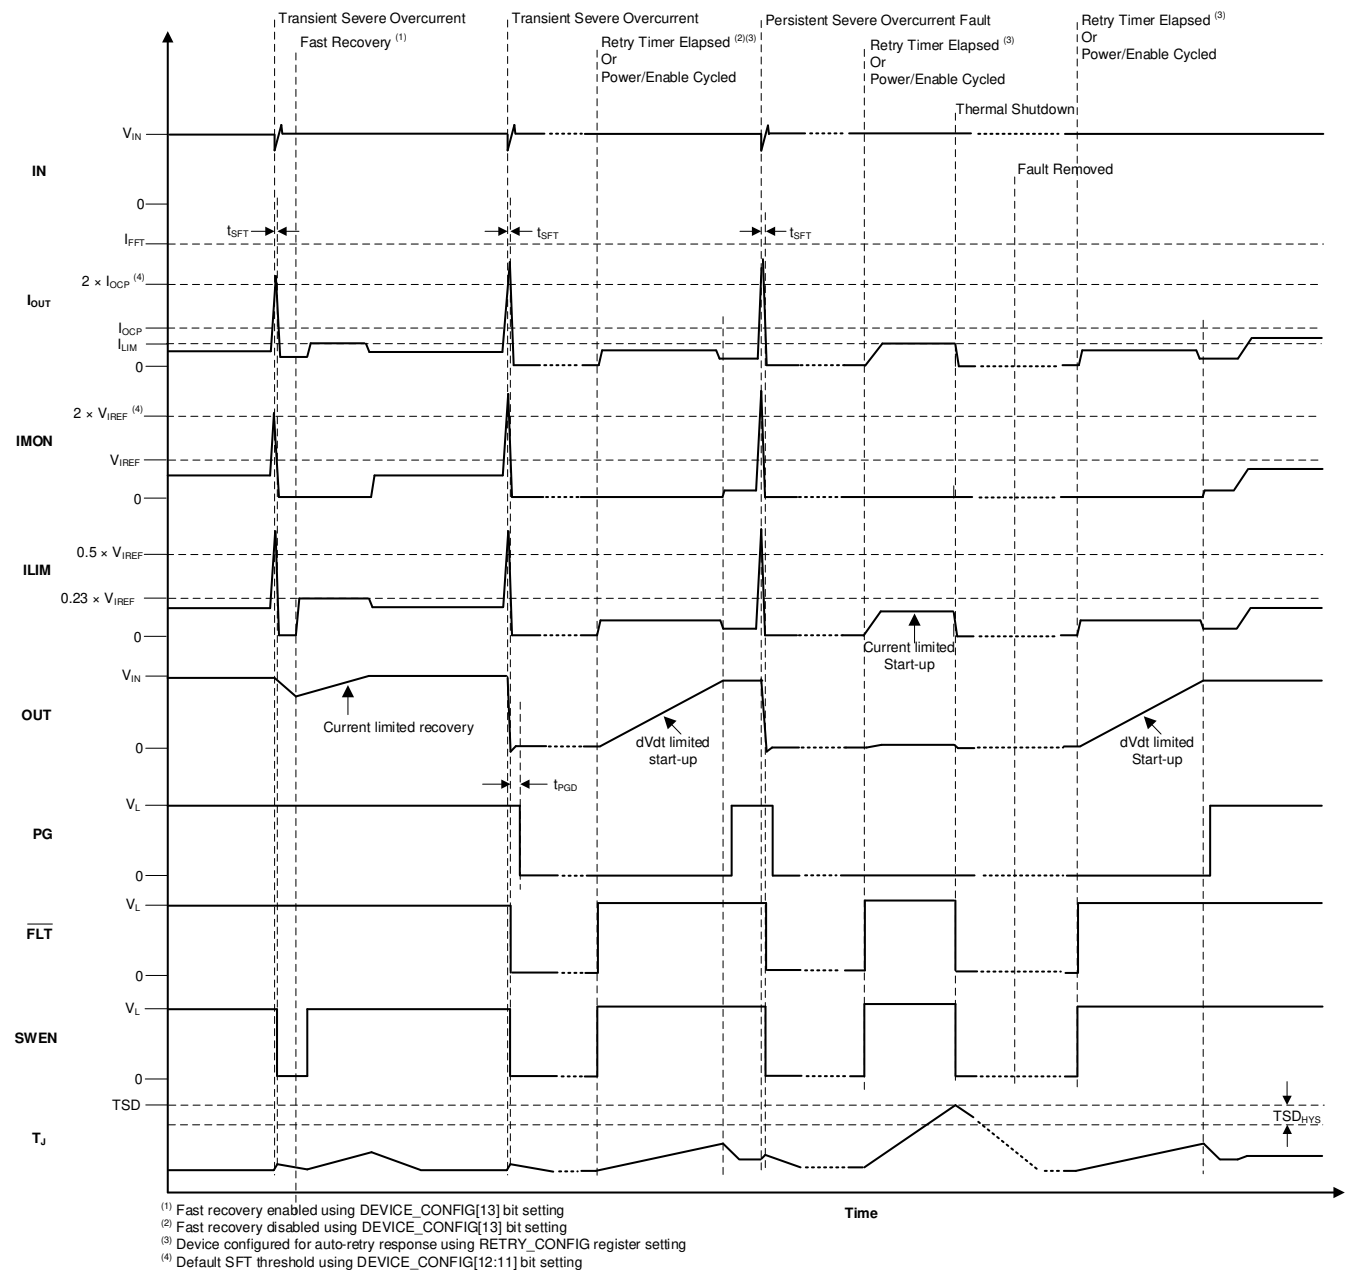 Transient Severe Overcurrent
Fast Recovery (1)
Transient Severe Overcurrent
Retry Timer Elapsed (2)(3)
Or
Power/Enable Cycled
Persistent Severe Overcurrent Fault
Retry Timer Elapsed (3)
Or
Power/Enable Cycled
Thermal Shutdown
Retry Timer Elapsed (3)
Or
Power/Enable Cycled
Fault Removed
IN
VIN
0
tSFT
tSFT
tSFT
IOUT
IFFT
2 × IOCP (4)
IOCP
ILIM
0
IMON
2 × VIREF (4)
VIREF
0
ILIM
0.5 × VIREF
0.23 × VIREF
0
Current limited
Start-up
OUT
VIN
0
Current limited recovery
dVdt limited
start-up
dVdt limited
Start-up
tPGD
PG
VL
0
FLT
VL
0
SWEN
VL
0
TJ
TSD
TSDHYS
Time
(1) Fast recovery enabled using DEVICE_CONFIG[13] bit setting
(2) Fast recovery disabled using DEVICE_CONFIG[13] bit setting
(3) Device configured for auto-retry response using RETRY_CONFIG register setting
(4) Default SFT threshold using DEVICE_CONFIG[12:11] bit setting